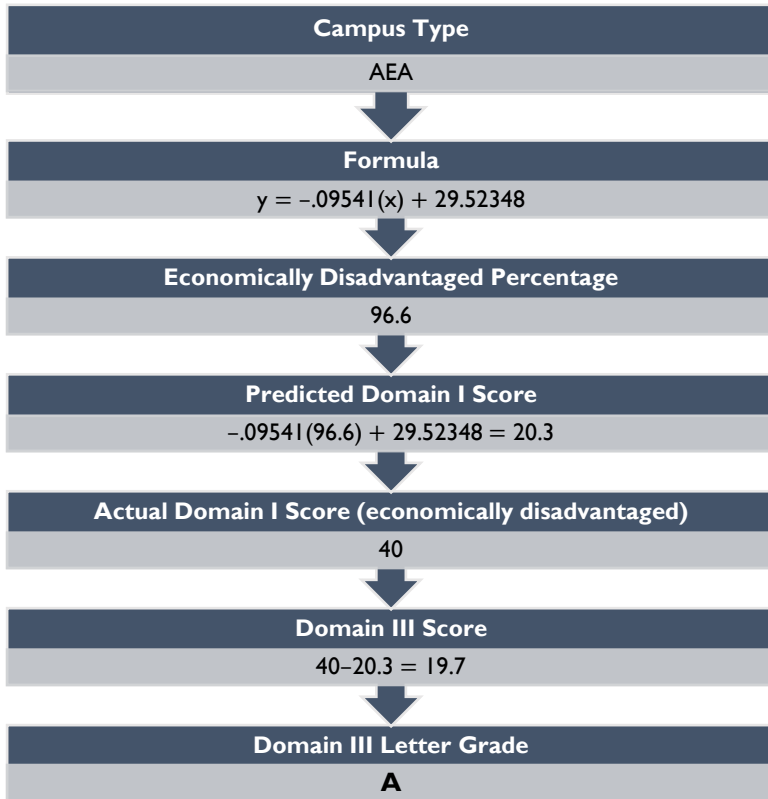 Campus Type
AEA
Formula
y = –.09541(x) + 29.52348
Economically Disadvantaged Percentage
96.6
Predicted Domain I Score
–.09541(96.6) + 29.52348 = 20.3
Actual Domain I Score (economically disadvantaged)
40
Domain III Score
40–20.3 = 19.7
Domain III Letter Grade
A